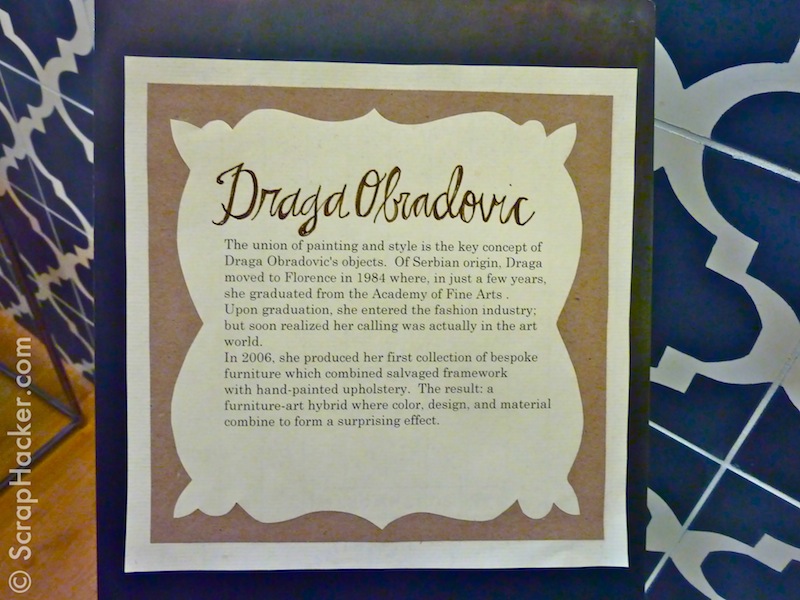 Draga Obradovic
The union of painting and style is the key concept of
Draga Obradovic's objects. Of Serbian origin, Draga
moved to Florence in 1984 where, in just a few years,
she graduated from the Academy of Fine Arts .
Upon graduation, she entered the fashion industry;
but soon realized her calling was actually in the art
world.
In 2006, she produced her first collection of bespoke
furniture which combined salvaged framework
with hand-painted upholstery. The result: a
furniture-art hybrid where color, design, and material
combine to form a surprising effect.
© ScrapHacker.com